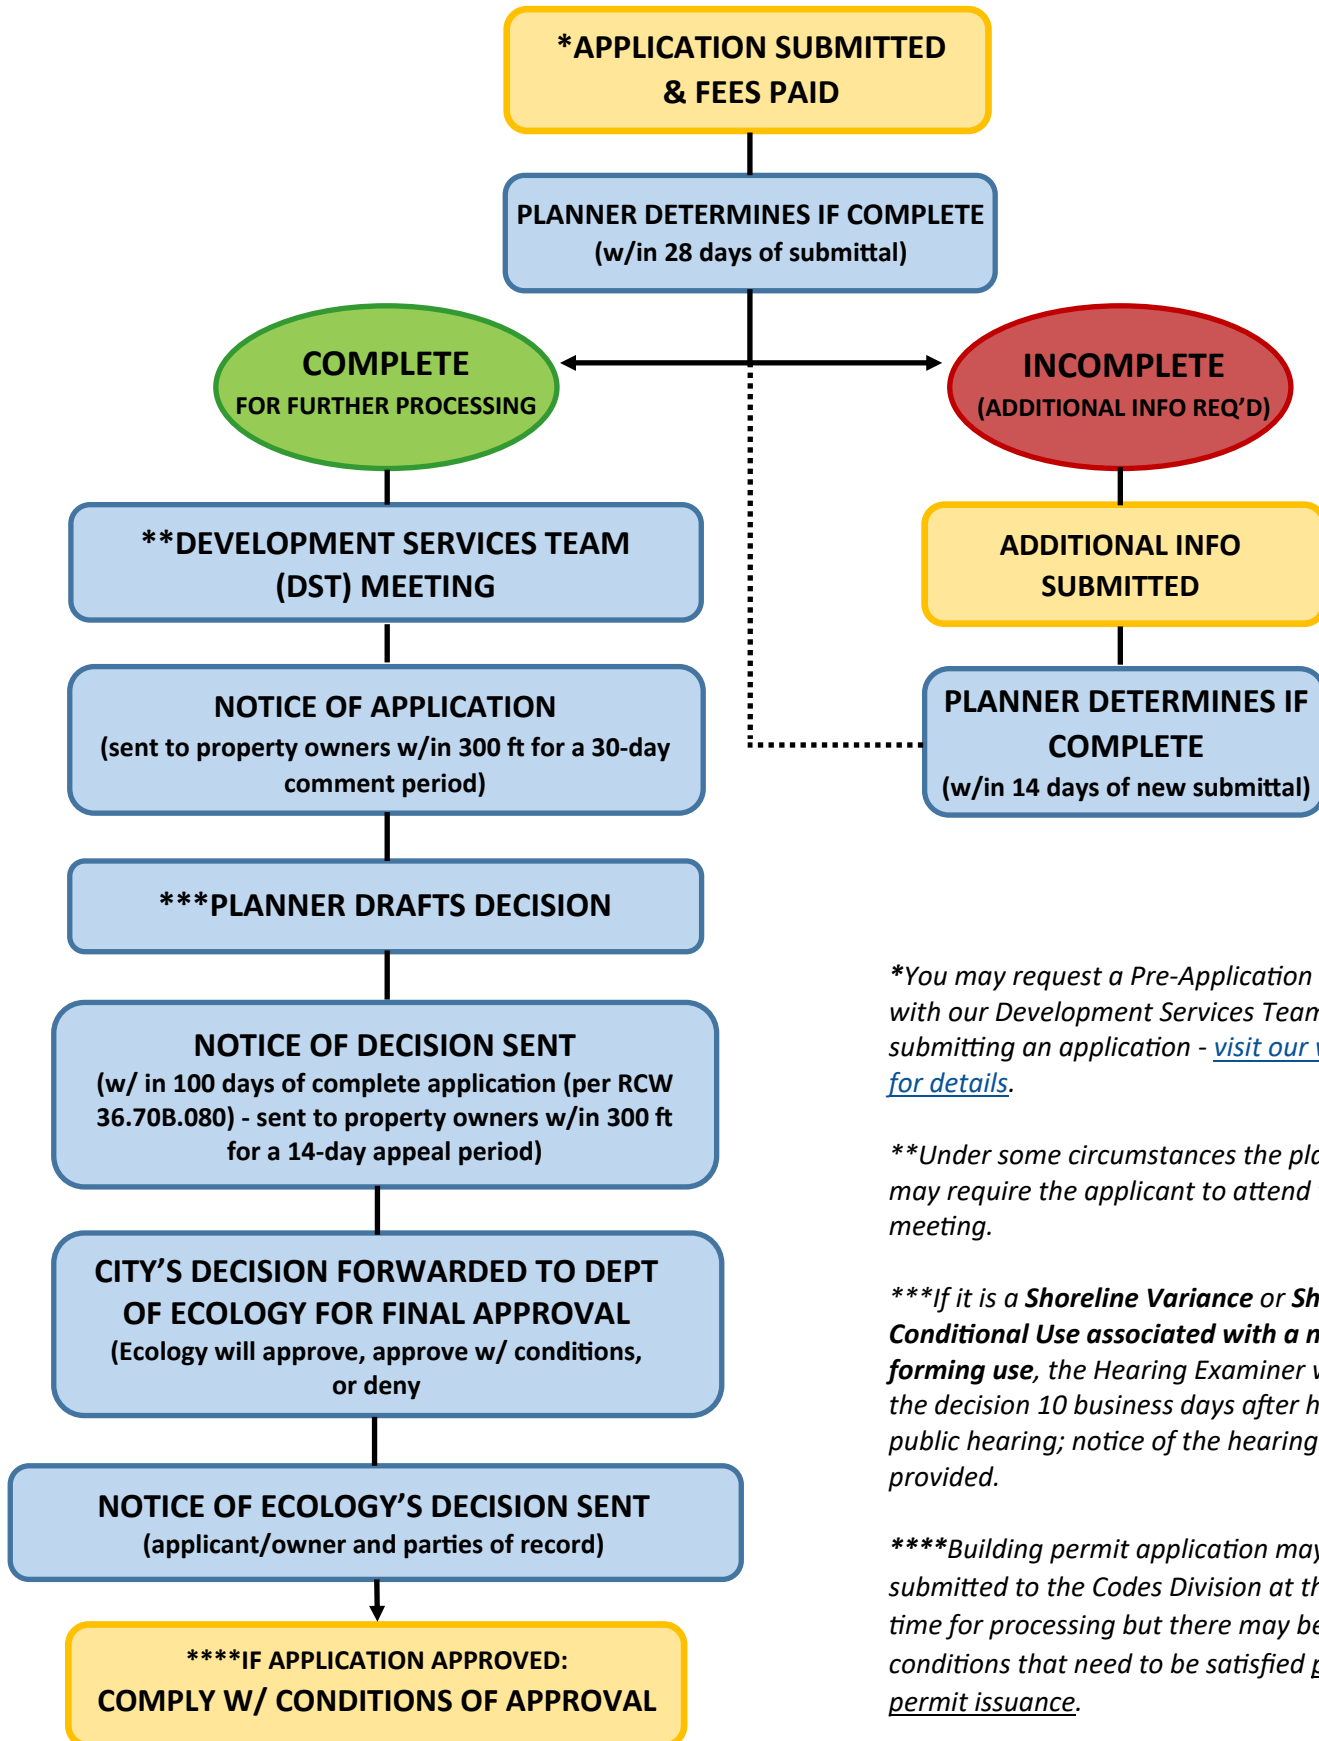 *APPLICATION SUBMITTED
& FEES PAID
PLANNER DETERMINES IF COMPLETE
(w/in 28 days of submittal)
COMPLETE
FOR FURTHER PROCESSING
INCOMPLETE
(ADDITIONAL INFO REQ’D)
**DEVELOPMENT SERVICES TEAM
(DST) MEETING
ADDITIONAL INFO
SUBMITTED
NOTICE OF APPLICATION
(sent to property owners w/in 300 ft for a 30-day
comment period)
PLANNER DETERMINES IF
COMPLETE
(w/in 14 days of new submittal)
***PLANNER DRAFTS DECISION
NOTICE OF DECISION SENT
(w/ in 100 days of complete application (per RCW
36.70B.080) - sent to property owners w/in 300 ft
for a 14-day appeal period)
CITY’S DECISION FORWARDED TO DEPT
OF ECOLOGY FOR FINAL APPROVAL
(Ecology will approve, approve w/ conditions,
or deny
NOTICE OF ECOLOGY’S DECISION SENT
(applicant/owner and parties of record)
****IF APPLICATION APPROVED:
COMPLY W/ CONDITIONS OF APPROVAL
*You may request a Pre-Application
with our Development Services Team
submitting an application - visit our
for details.
**Under some circumstances the
may require the applicant to attend
meeting.
***If it is a Shoreline Variance or
Conditional Use associated with a
forming use, the Hearing Examiner
the decision 10 business days after
public hearing; notice of the hearing
provided.
****Building permit application may
submitted to the Codes Division at
time for processing but there may be
conditions that need to be satisfied
permit issuance.